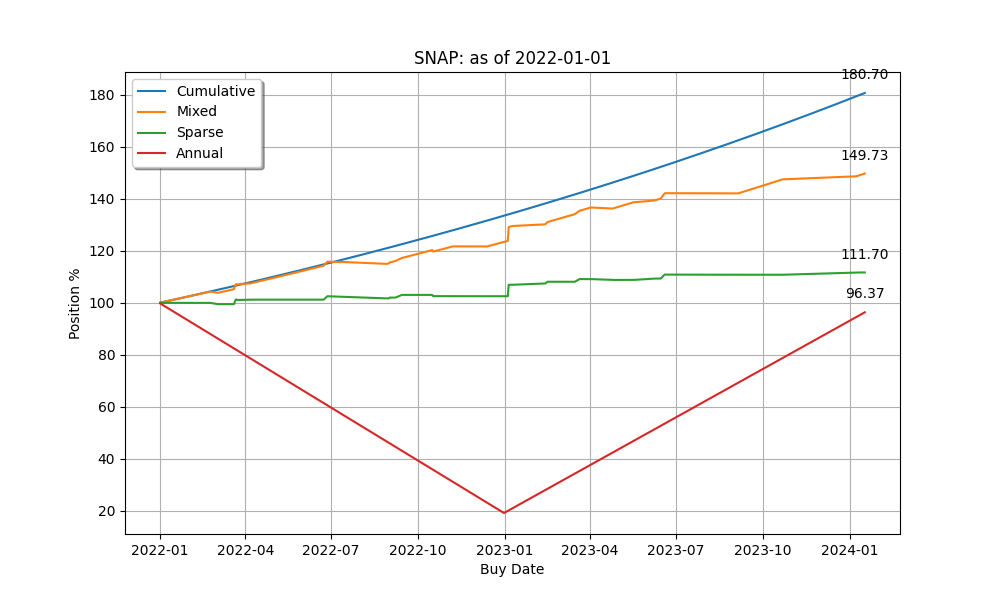 SNAP: as of 2022-01-01
180.70
Cumulative
Mixed
Sparse
Annual
149.73
111.70
96.37
180
160
140
120
100
80
60
40
20
Position %
2022-01 2022-04 2022-07 2022-10 2023-01 2023-04 2023-07 2023-10 2024-01
Buy Date